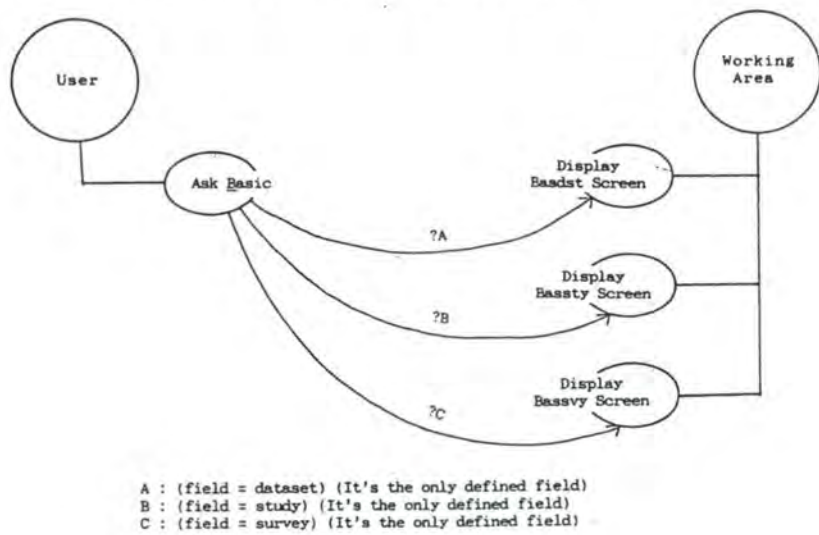 User
Working
Area
Ask Basic
Display
Basdst Screen
?A
Display
Bassty Screen
?B
Display
Bassvy Screen
?C
A : (field = dataset) (It's the only defined field)
B : (field = study) (It's the only defined field)
C : (field = survey) (It's the only defined field)